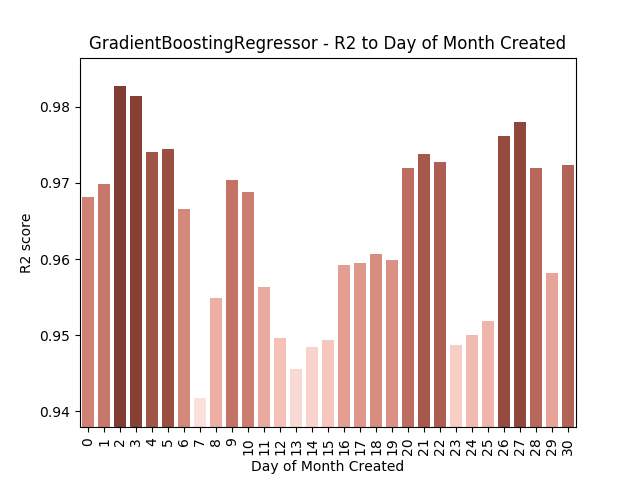 GradientBoostingRegressor - R2 to Day of Month Created
0.98
0.97
0.96
0.95
0.94
R2 score
0 1 2 3 4 5 6 7 8 9 10 11 12 13 14 15 16 17 18 19 20 21 22 23 24 25 26 27 28 29 30
Day of Month Created